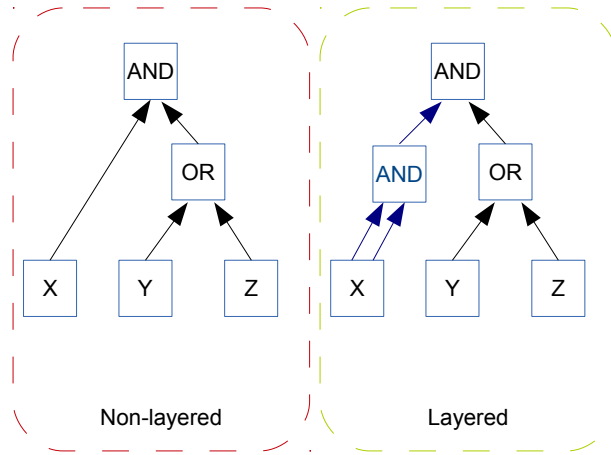 AND
OR
X
Y
Z
Non-layered
AND
AND
OR
X
Y
Z
Layered